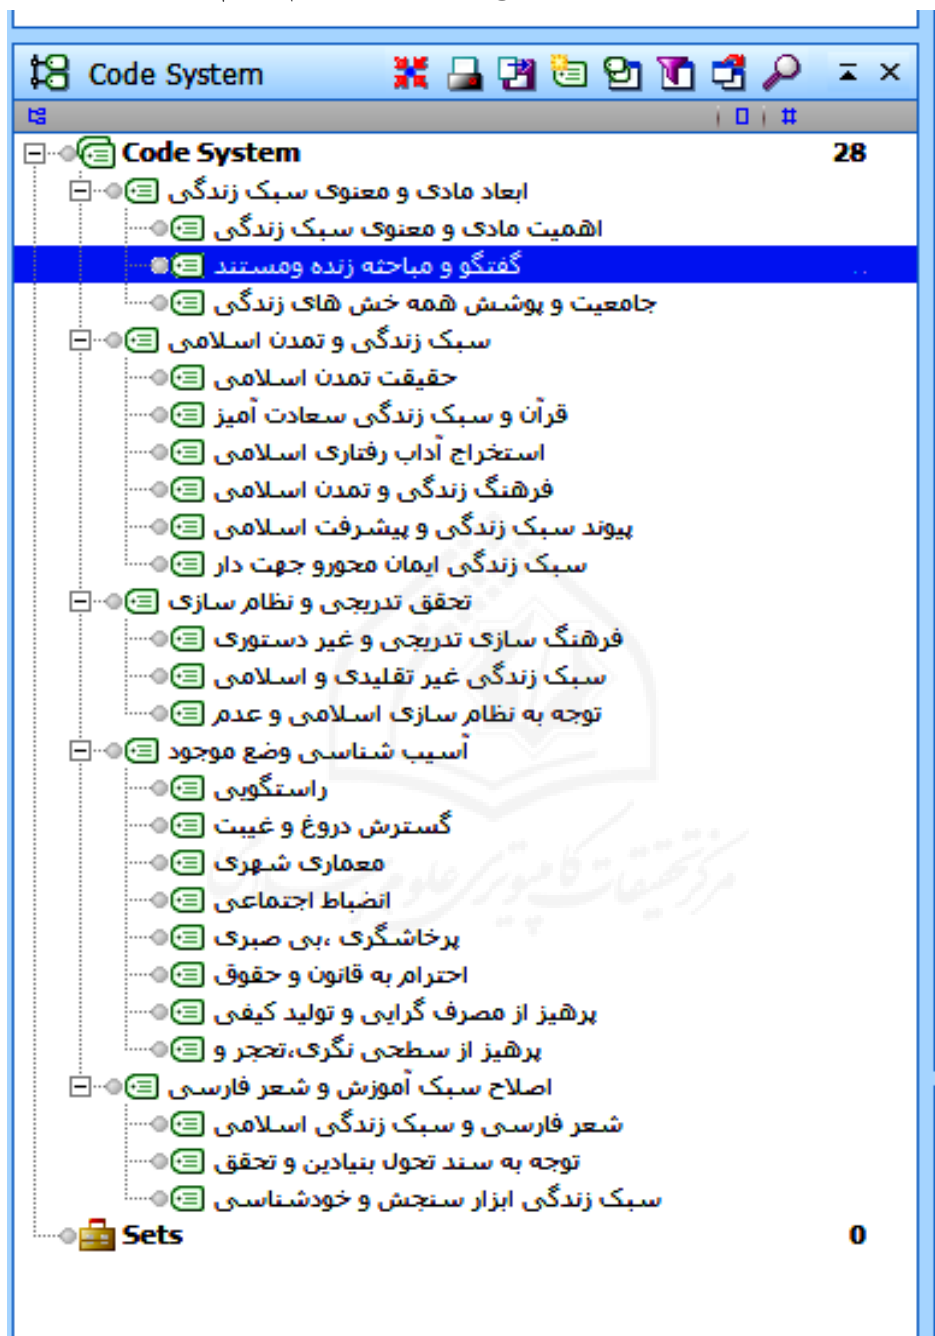 Code System
Code System 28
ابعاد مادی و معنوی سبک زندگی
اهمیت مادی و معنوی سبک زندگی
گفتگو و مباحثه زنده ومستند
جامعیت و پوشش همه خش های زندگی
سبک زندگی و تمدن اسلامی
حقیقت تمدن اسلامی
قرآن و سبک زندگی سعادت آمیز
استخراج آداب رفتاری اسلامی
فرهنگ زندگی و تمدن اسلامی
پیوند سبک زندگی و پیشرفت اسلامی
سبک زندگی ایمان محورو جهت دار
تحقق تدریجی و نظام سازی
فرهنگ سازی تدریجی و غیر دستوری
سبک زندگی غیر تقلیدی و اسلامی
توجه به نظام سازی اسلامی و عدم
آسیب شناسی وضع موجود
راستگویی
گسترش دروغ و غیبت
معماری شهری
انضباط اجتماعی
پرخاشگری ،بی صبری
احترام به قانون و حقوق
پرهیز از مصرف گرایی و تولید کیفی
پرهیز از سطحی نگری،تحجر و
اصلاح سبک آموزش و شعر فارسی
شعر فارسی و سبک زندگی اسلامی
توجه به سند تحول بنیادین و تحقق
سبک زندگی ابزار سنجش و خودشناسی
Sets 0